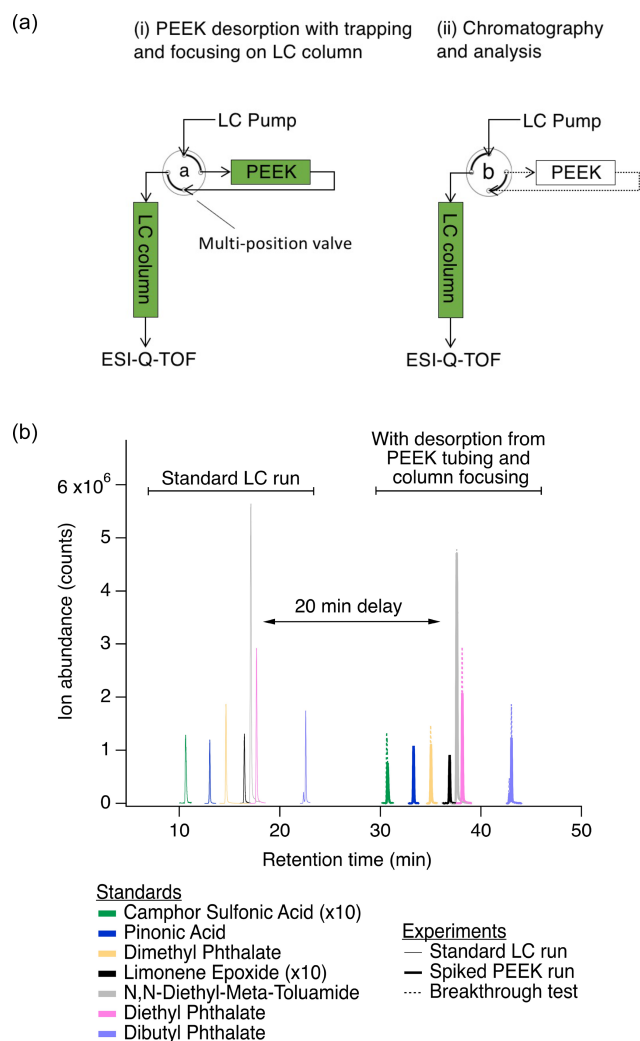 (a)
(i) PEEK desorption with trapping
and focusing on LC column
(ii) Chromatography
and analysis
LC Pump
a
PEEK
LC column
Multi-position valve
ESI-Q-TOF
LC Pump
b
PEEK
LC column
ESI-Q-TOF
(b)
With desorption from
PEEK tubing and
column focusing
Standard LC run
20 min delay
Ion abundance (counts)
6 x10⁶
5
4
3
2
1
0
10 20 30 40 50
Retention time (min)
Standards
Camphor Sulfonic Acid (x10)
Pinonic Acid
Dimethyl Phthalate
Limonene Epoxide (x10)
N,N-Diethyl-Meta-Toluamide
Diethyl Phthalate
Dibutyl Phthalate
Experiments
Standard LC run
Spiked PEEK run
Breakthrough test